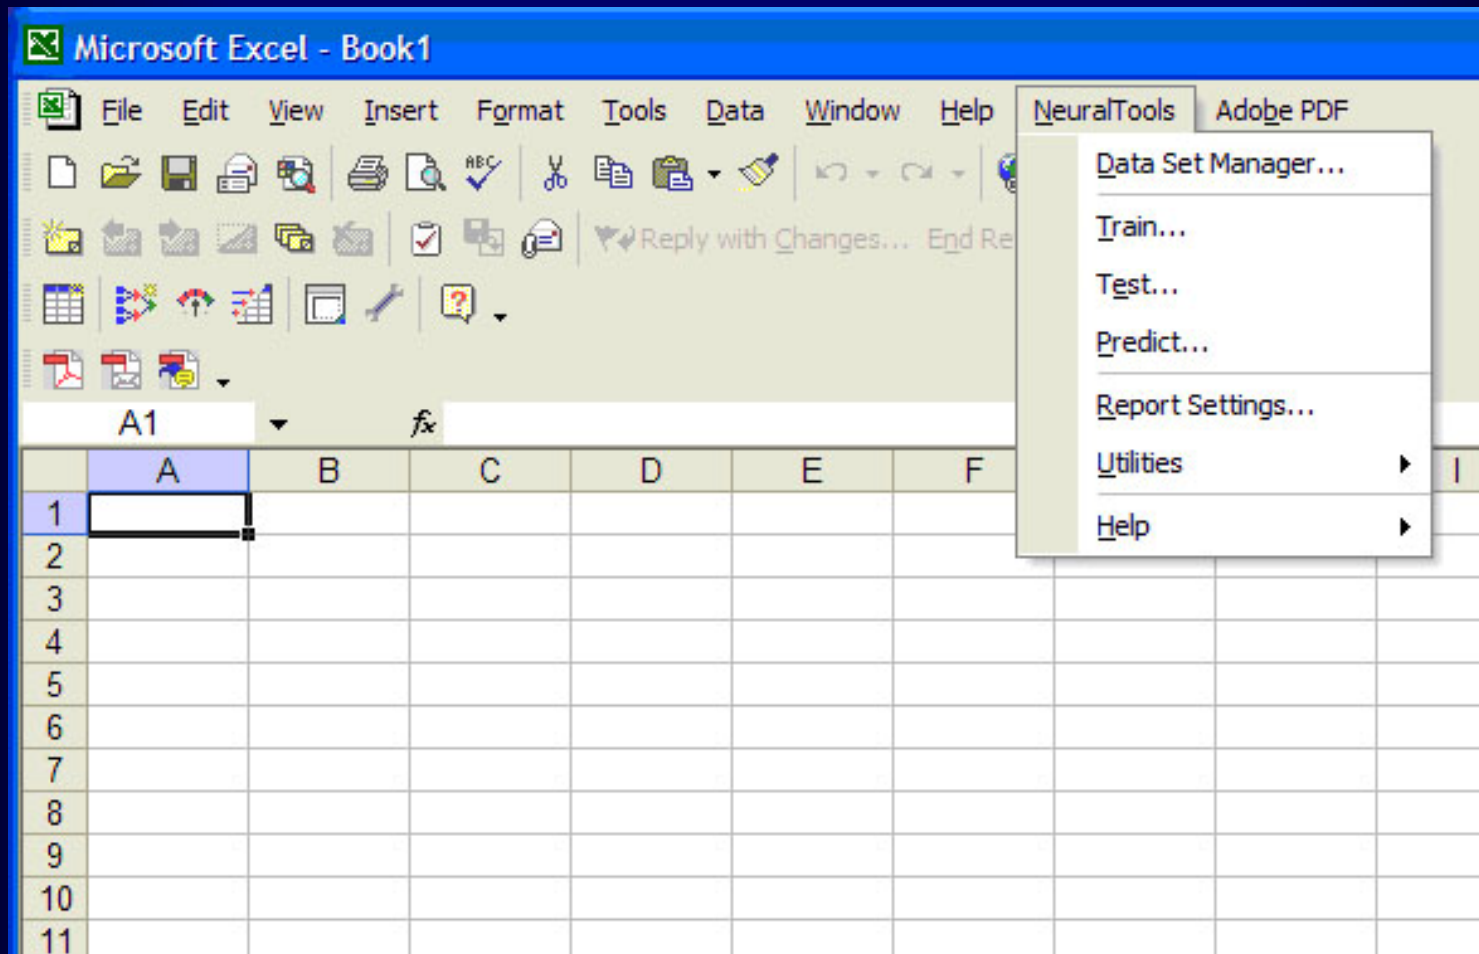 Microsoft Excel - Book1
File Edit View Insert Format Tools Data Window Help NeuralTools Adobe PDF
Data Set Manager...
ABC
Train...
Reply with Changes... End Re
Test...
Predict...
Report Settings...
A1 fx
Utilities
A B C D E F I
Help
1
2
3
4
5
6
7
8
9
10
11